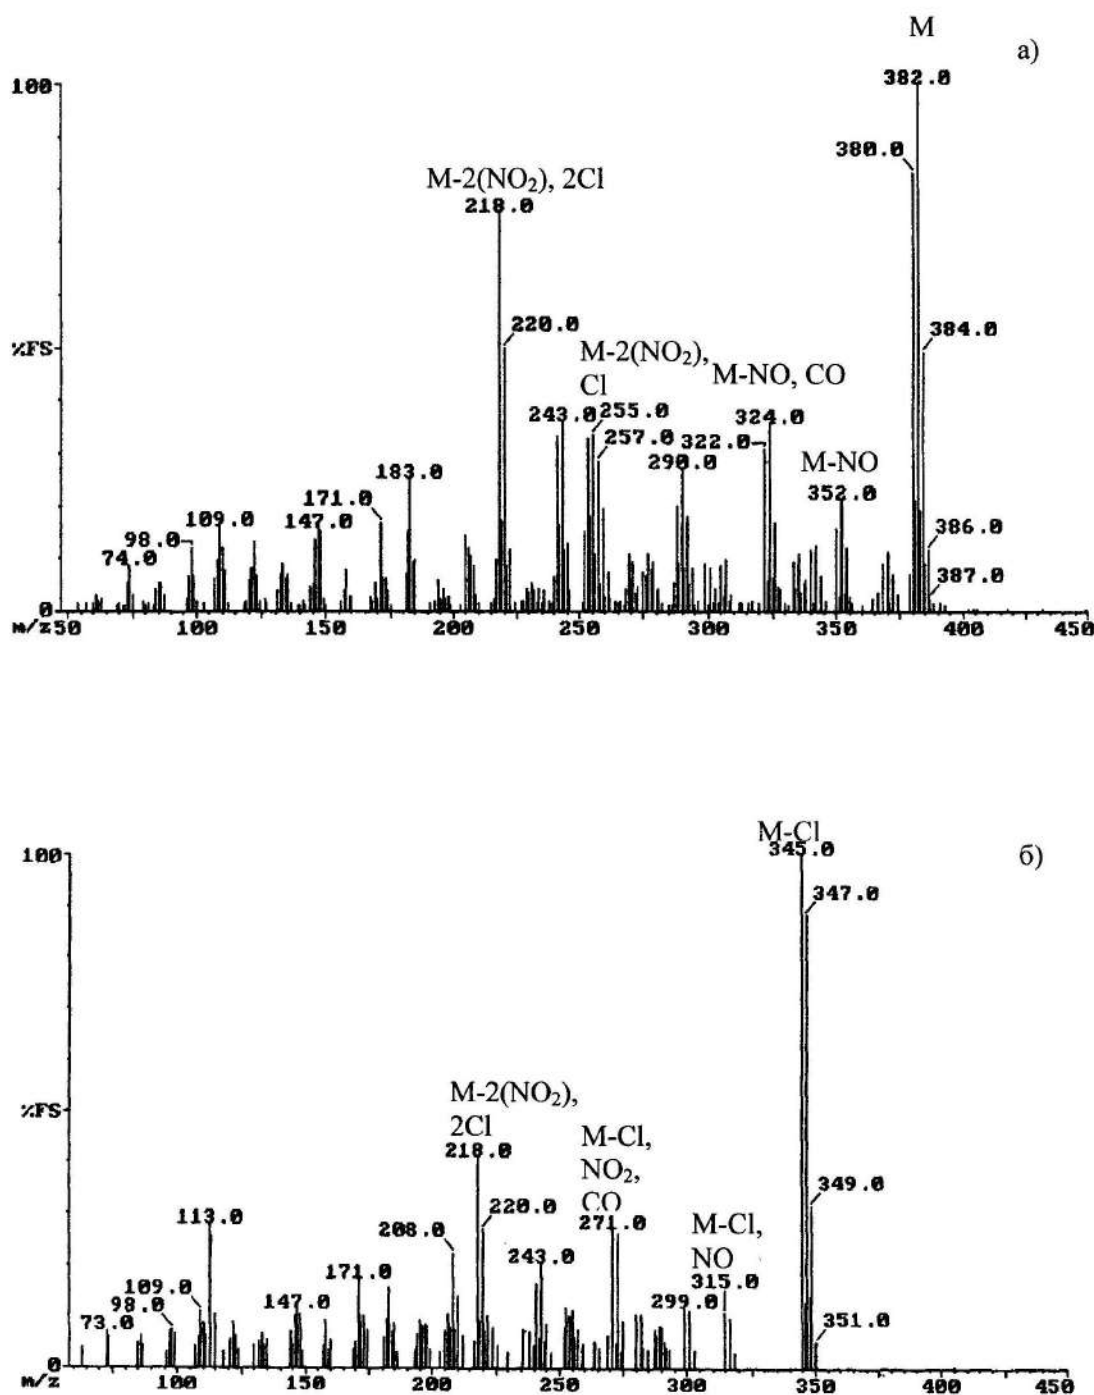 M
а)
100
382.0
380.0
M-2(NO₂), 2Cl
218.0
220.0
384.0
%FS
M-2(NO₂),
Cl
M-NO, CO
243.0
255.0
324.0
257.0
322.0
290.0
M-NO
183.0
352.0
171.0
109.0
147.0
386.0
98.0
74.0
387.0
0
m/z 50 100 150 200 250 300 350 400 450
M-Cl
100
345.0
б)
347.0
M-2(NO₂),
2Cl
%FS
218.0
M-Cl,
NO₂,
CO
349.0
113.0
220.0
271.0
M-Cl,
NO
208.0
243.0
171.0
315.0
109.0
98.0
147.0
299.0
73.0
351.0
0
m/z 100 150 200 250 300 350 400 450